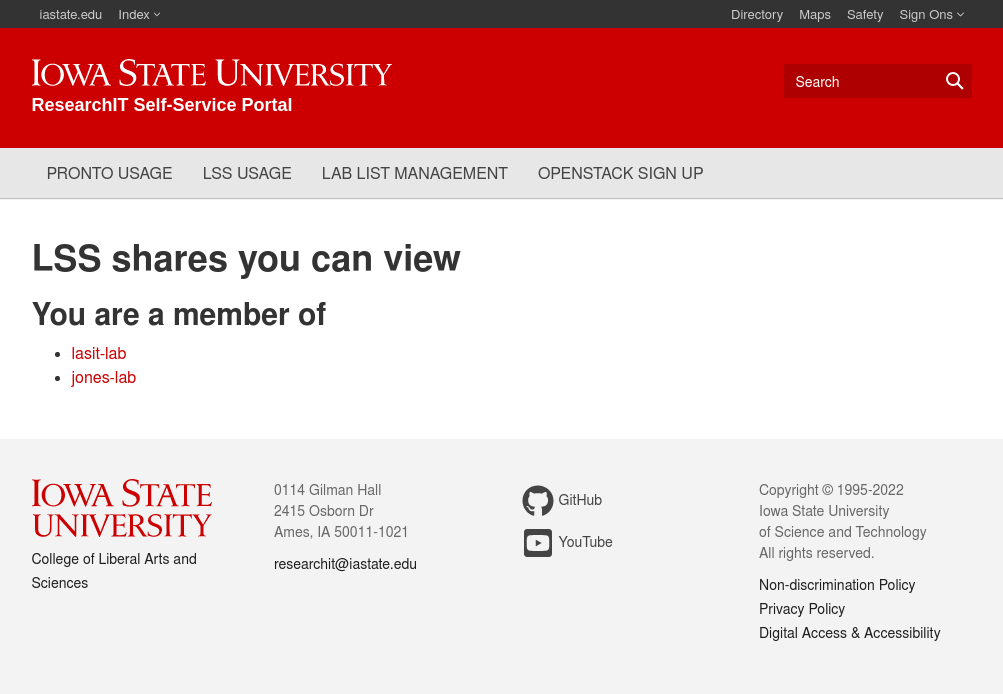 iastate.edu Index Directory Maps Safety Sign Ons
IOWA STATE UNIVERSITY
ResearchIT Self-Service Portal
Search
PRONTO USAGE LSS USAGE LAB LIST MANAGEMENT OPENSTACK SIGN UP
LSS shares you can view
You are a member of
lasit-lab
jones-lab
IOWA STATE
UNIVERSITY
College of Liberal Arts and
Sciences
0114 Gilman Hall
2415 Osborn Dr
Ames, IA 50011-1021
researchit@iastate.edu
GitHub
YouTube
Copyright © 1995-2022
Iowa State University
of Science and Technology
All rights reserved.
Non-discrimination Policy
Privacy Policy
Digital Access & Accessibility